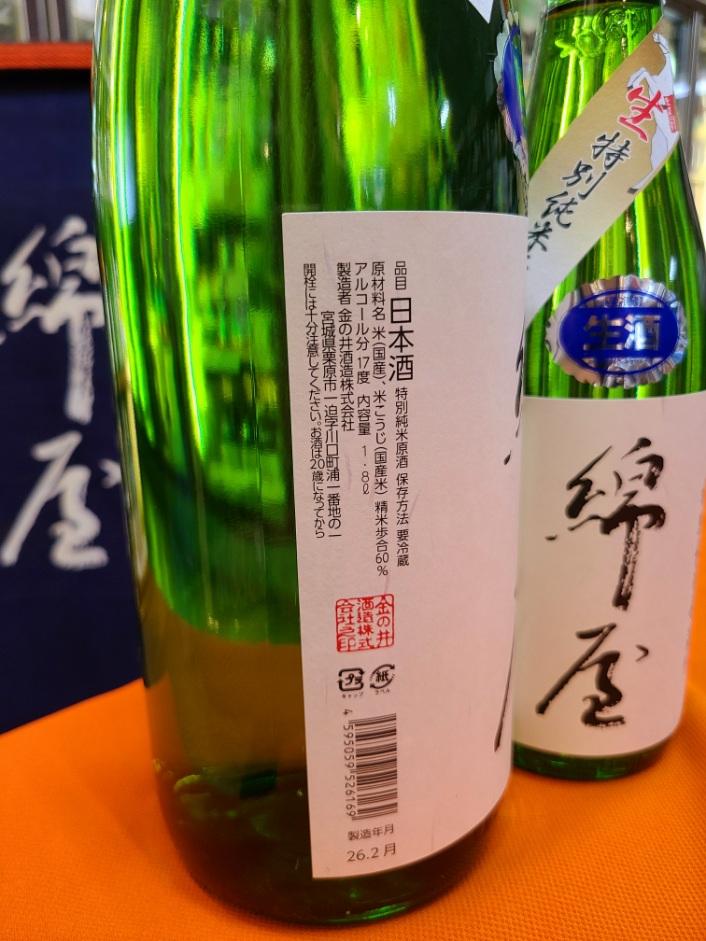 品目 日本酒 特別純米原酒 保存方法 要冷蔵
原材料名 米(国産)、米こうじ(国産米) 精米歩合60%
アルコール分 17度 内容量 1.8ℓ
製造者 金の井酒造株式会社
宮城県栗原市一迫字川口町浦一番地の一
開栓には十分注意してください。お酒は20歳になってから
金の井
酒造株式
会社之印
紙
ラベル
プラ
キャップ
4 595059 526169
製造年月
26.2月
生
特別純米
生酒
綿屋
綿屋